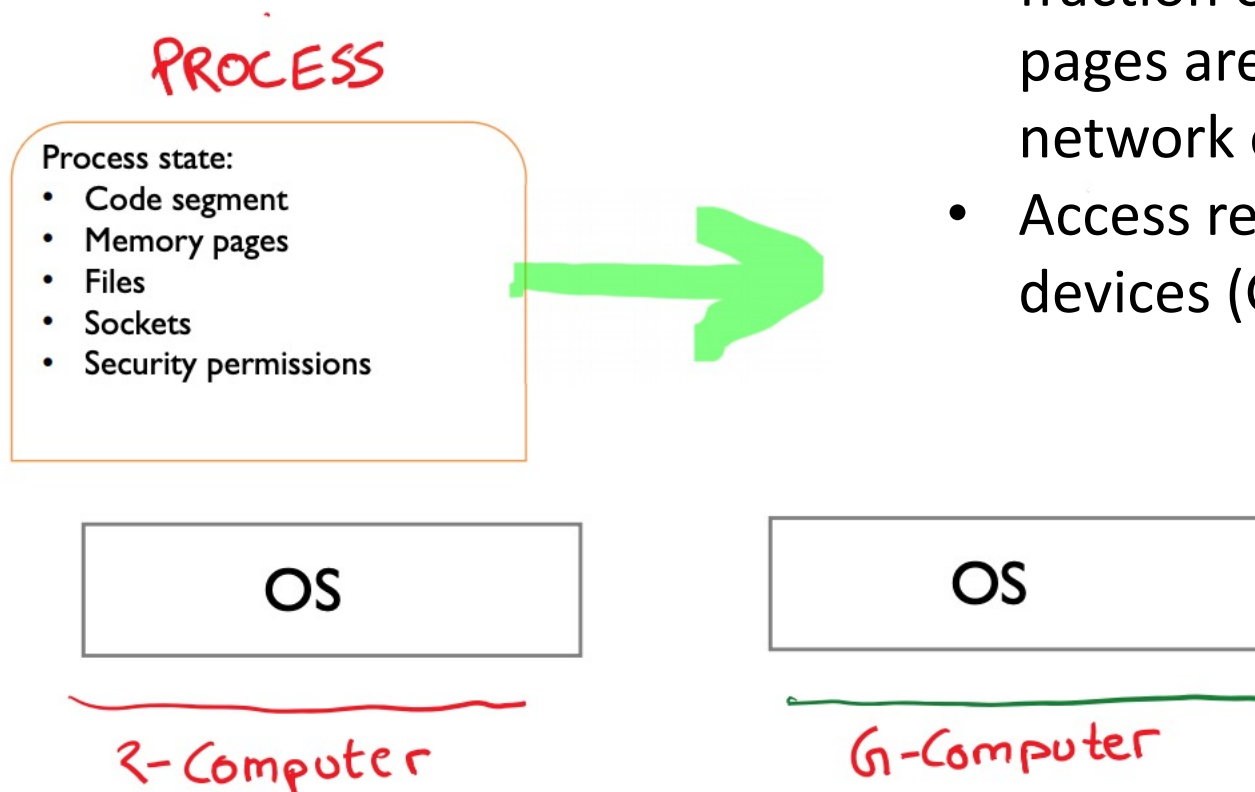 PROCESS
Process state:
• Code segment
• Memory pages
• Files
• Sockets
• Security permissions
pages are
network
• Access re
devices (
OS
OS
R-Computer
G-Computer